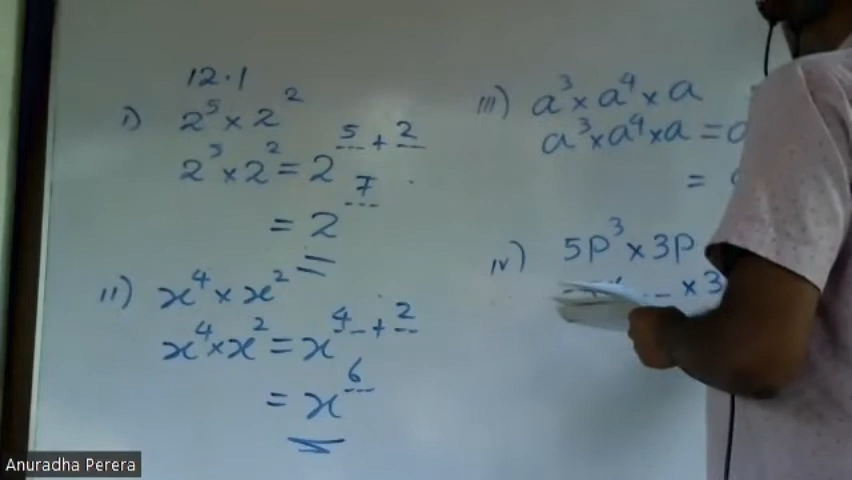 12.1
i) 2⁵ × 2²
2⁵ × 2² = 2⁵ ⁺ ²
= 2⁷
ii) x⁴ × x²
x⁴ × x² = x⁴ ⁺ ²
= x⁶
iii) a³ × a⁴ × a
a³ × a⁴ × a = a
=
iv) 5p³ × 3p
× 3
Anuradha Perera